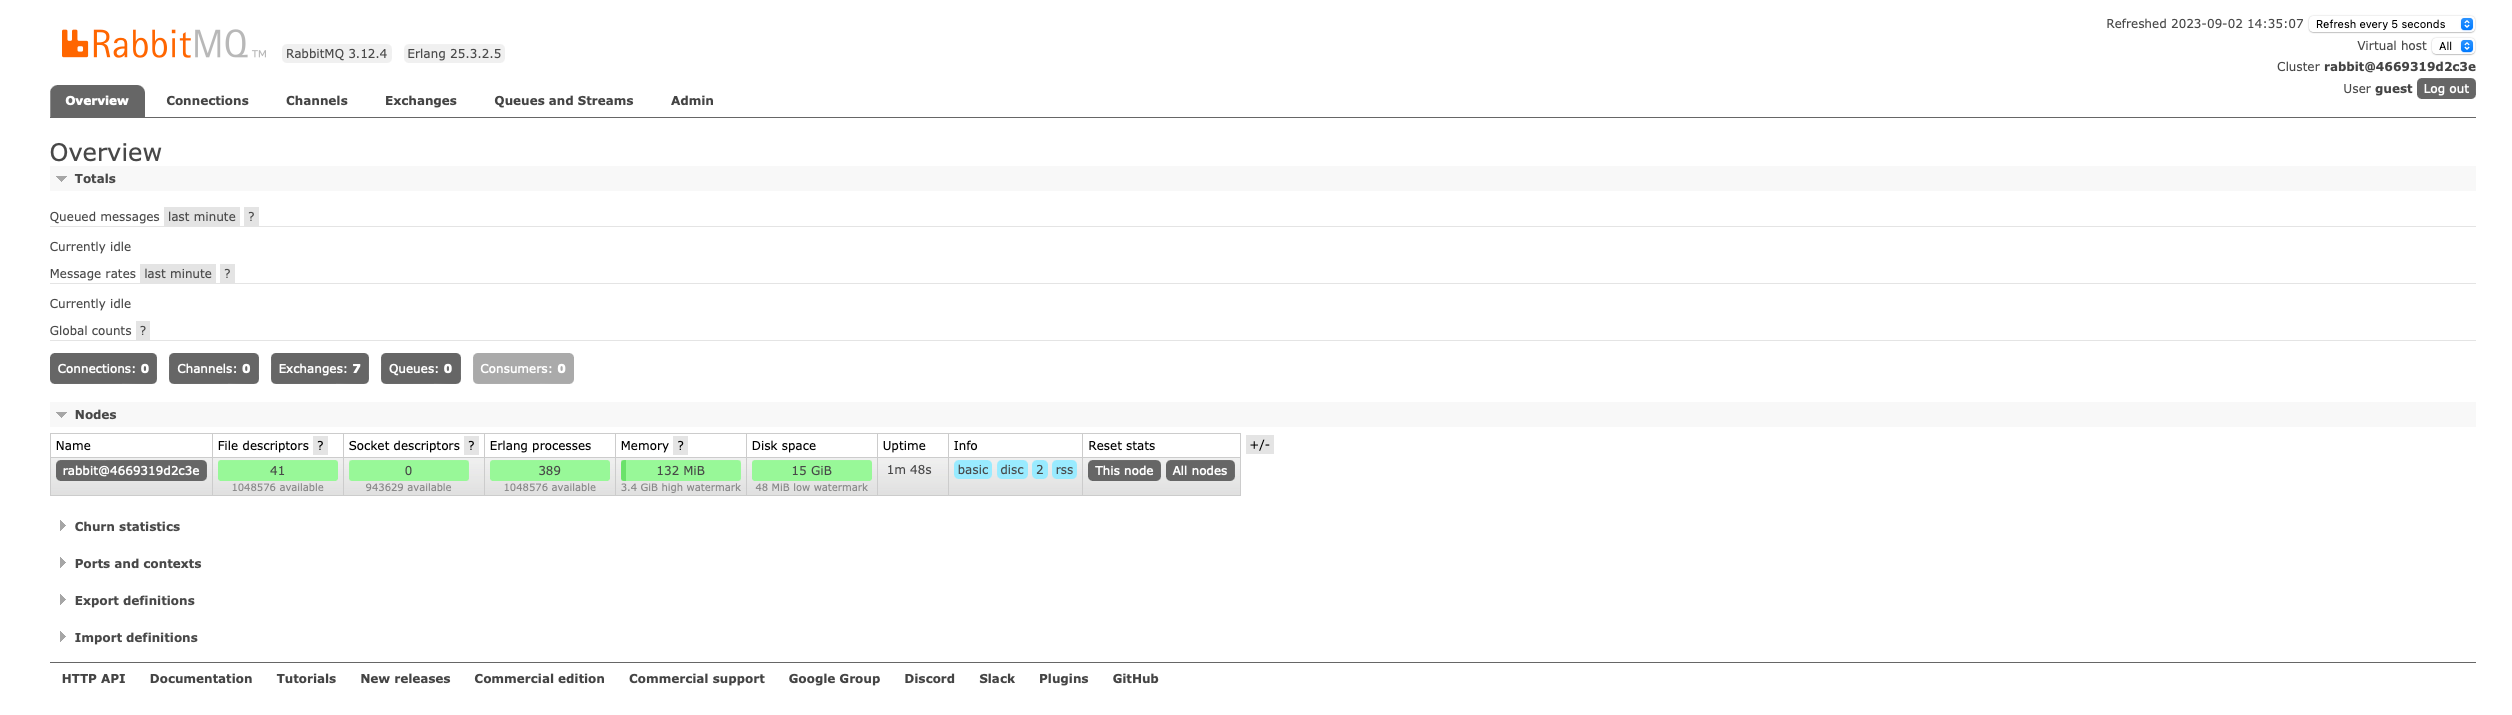 RabbitMQ TM RabbitMQ 3.12.4 Erlang 25.3.2.5
Refreshed 2023-09-02 14:35:07 Refresh every 5 seconds
Virtual host All
Cluster rabbit@4669319d2c3e
User guest Log out
Overview Connections Channels Exchanges Queues and Streams Admin
Overview
Totals
Queued messages last minute ?
Currently idle
Message rates last minute ?
Currently idle
Global counts ?
Connections: 0 Channels: 0 Exchanges: 7 Queues: 0 Consumers: 0
Nodes
Name File descriptors ? Socket descriptors ? Erlang processes Memory ? Disk space Uptime Info Reset stats +/-
rabbit@4669319d2c3e 41 0 389 132 MiB 15 GiB 1m 48s basic disc 2 rss This node All nodes
1048576 available 943629 available 1048576 available 3.4 GiB high watermark 48 MiB low watermark
Churn statistics
Ports and contexts
Export definitions
Import definitions
HTTP API Documentation Tutorials New releases Commercial edition Commercial support Google Group Discord Slack Plugins GitHub